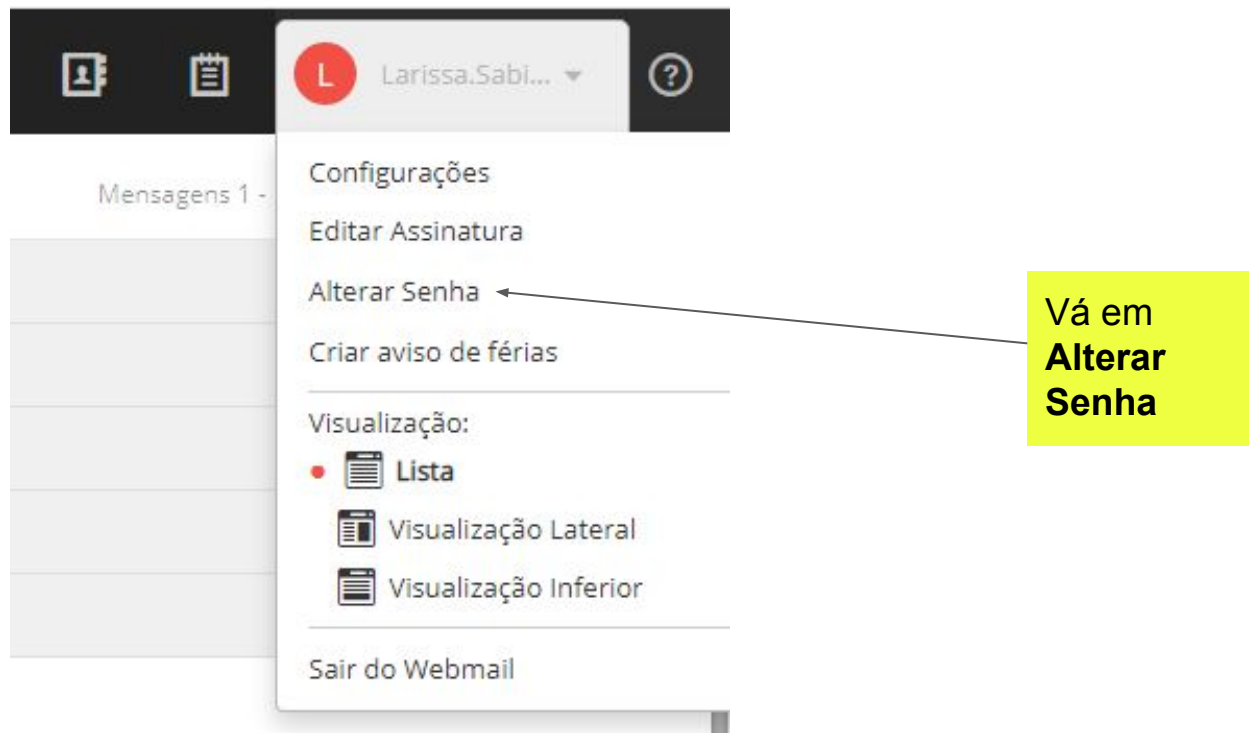 L
Larissa.Sabi...
Mensagens 1 -
Configurações
Editar Assinatura
Alterar Senha
Criar aviso de férias
Visualização:
Lista
Visualização Lateral
Visualização Inferior
Sair do Webmail
Vá em
Alterar
Senha